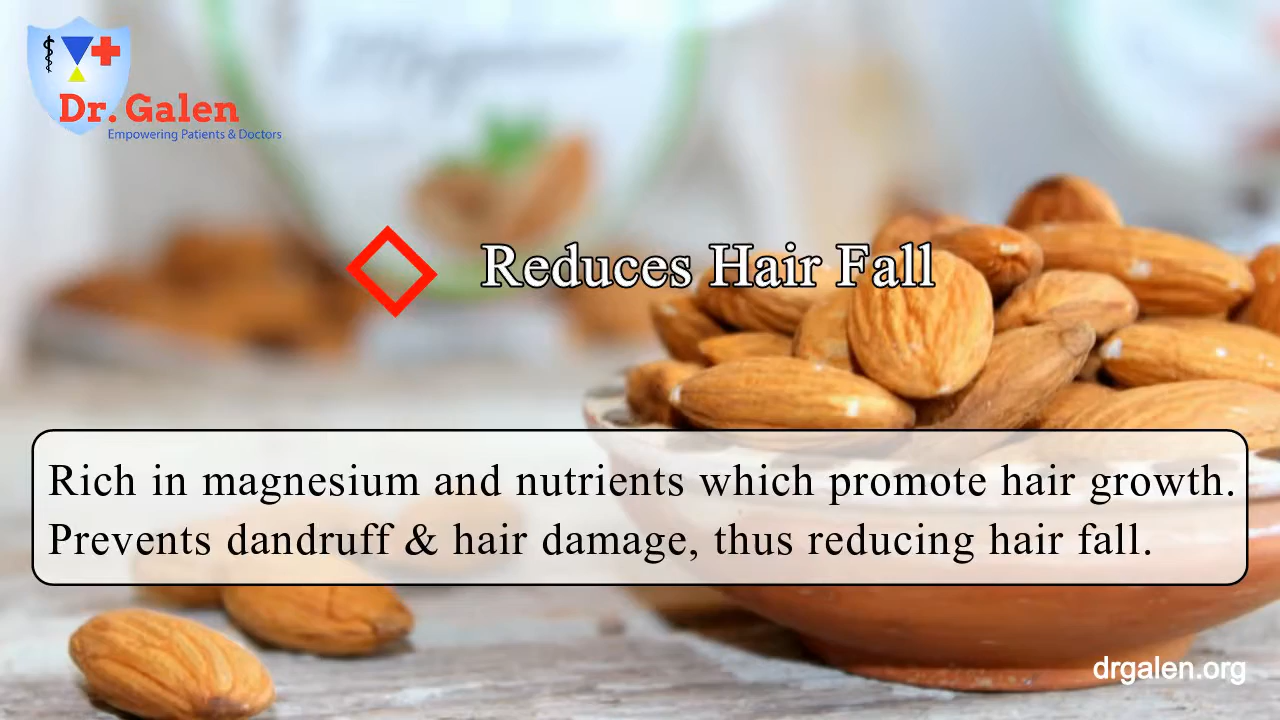 Dr. Galen
Empowering Patients & Doctors
Reduces Hair Fall
Rich in magnesium and nutrients which promote hair growth.
Prevents dandruff & hair damage, thus reducing hair fall.
drgalen.org